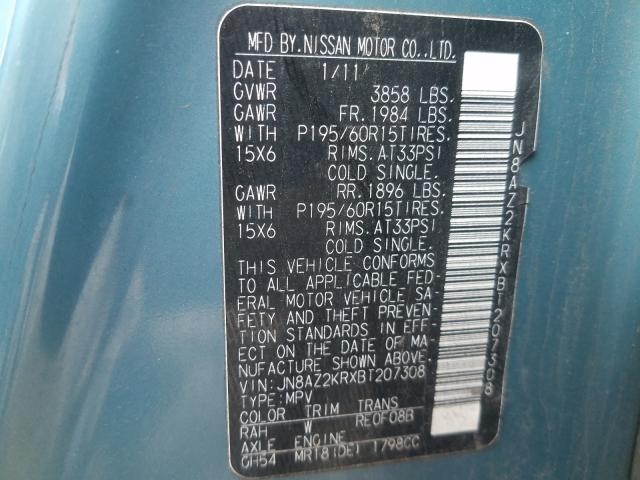 MFD BY.NISSAN MOTOR CO.,LTD.
DATE 1/11
GVWR 3858 LBS.
GAWR FR.1984 LBS.
WITH P195/60R15TIRES.
15X6 RIMS.AT33PSI
COLD SINGLE.
GAWR RR.1896 LBS.
WITH P195/60R15TIRES.
15X6 RIMS.AT33PSI
COLD SINGLE.
THIS VEHICLE CONFORMS
TO ALL APPLICABLE FED-
ERAL MOTOR VEHICLE SA-
FETY AND THEFT PREVEN-
TION STANDARDS IN EFF-
ECT ON THE DATE OF MA-
NUFACTURE SHOWN ABOVE.
VIN:JN8AZ2KRXBT207308
TYPE:MPV
COLOR TRIM TRANS
RAH W RE0F08B
AXLE ENGINE
GH54 MR18(DE) 1798CC
JN8AZ2KRXBT207308